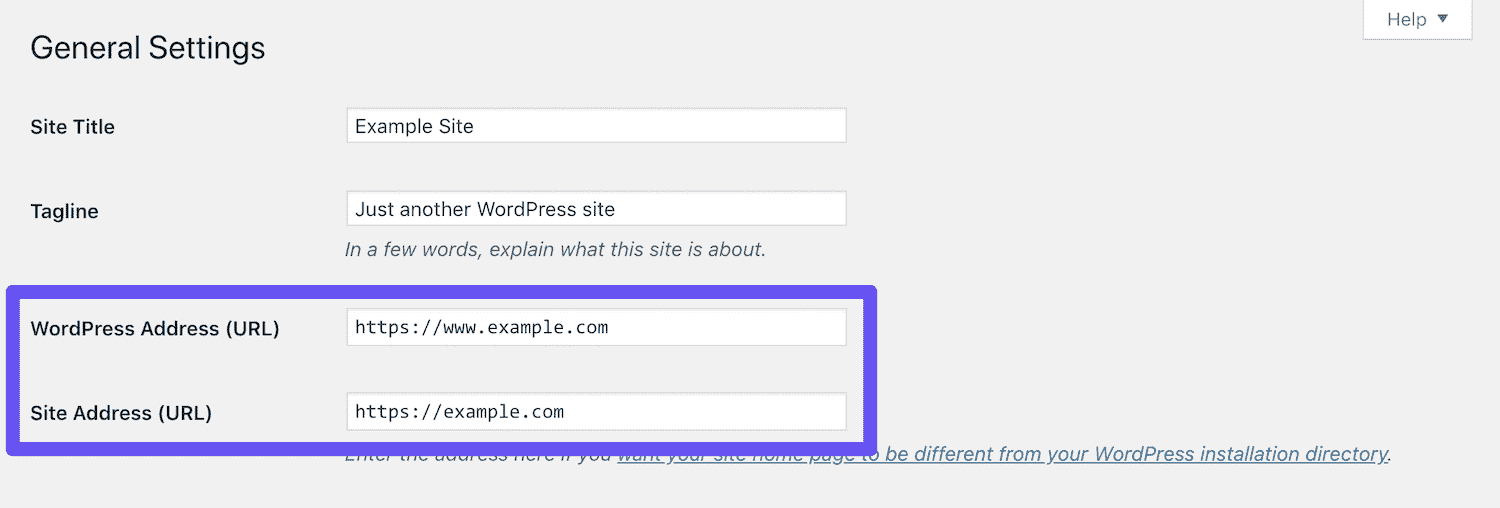 Help ▼
General Settings
Site Title
Example Site
Tagline
Just another WordPress site
In a few words, explain what this site is about.
WordPress Address (URL)
https://www.example.com
Site Address (URL)
https://example.com
Enter the address here if you want your site home page to be different from your WordPress installation directory.